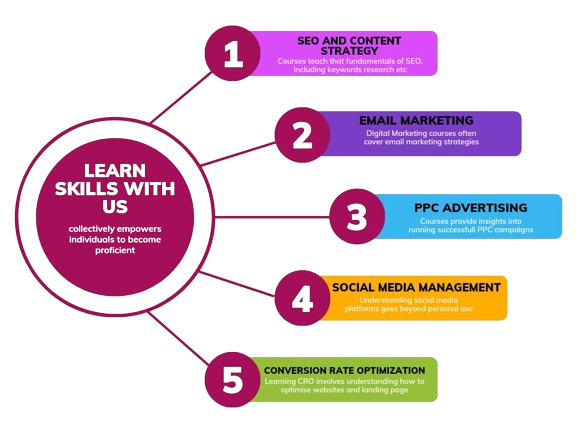 LEARN
SKILLS WITH
US
collectively empowers
individuals to become
proficient
1
SEO AND CONTENT
STRATEGY
Courses teach that fundamentals of SEO,
including keywords research etc
2
EMAIL MARKETING
Digital Marketing courses often
cover email marketing strategies
3
PPC ADVERTISING
Courses provide insights into
running successfull PPC campaigns
4
SOCIAL MEDIA MANAGEMENT
Understanding social media
platforms goes beyond personal use
5
CONVERSION RATE OPTIMIZATION
Learning CRO involves understanding how to
optimise websites and landing page